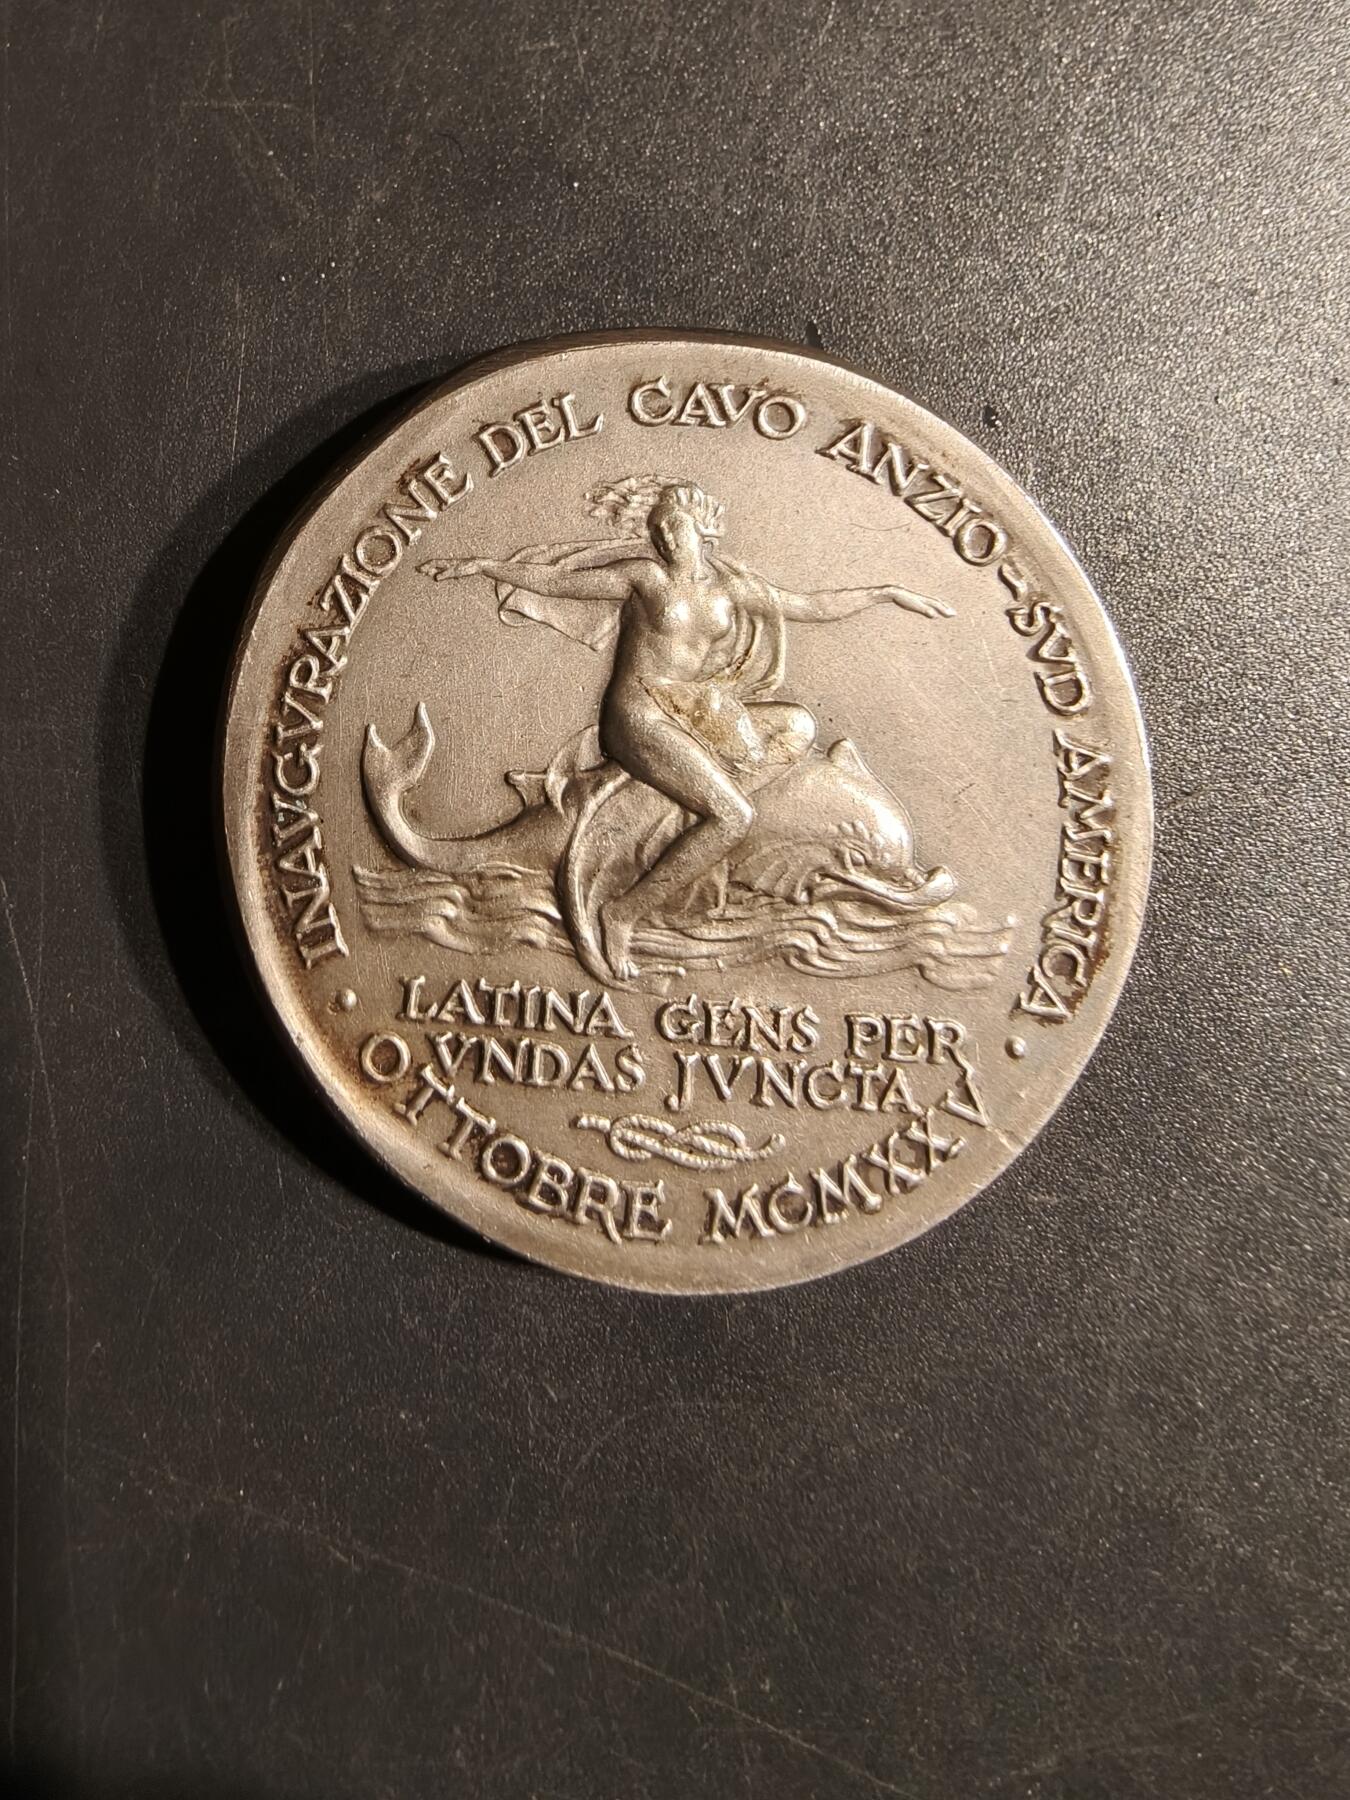 INAVGVRAZIONE DEL CAVO ANZIO-SVD AMERICA
LATINA GENS PER
VNDAS JVNCTA
OTTOBRE MCMXXV